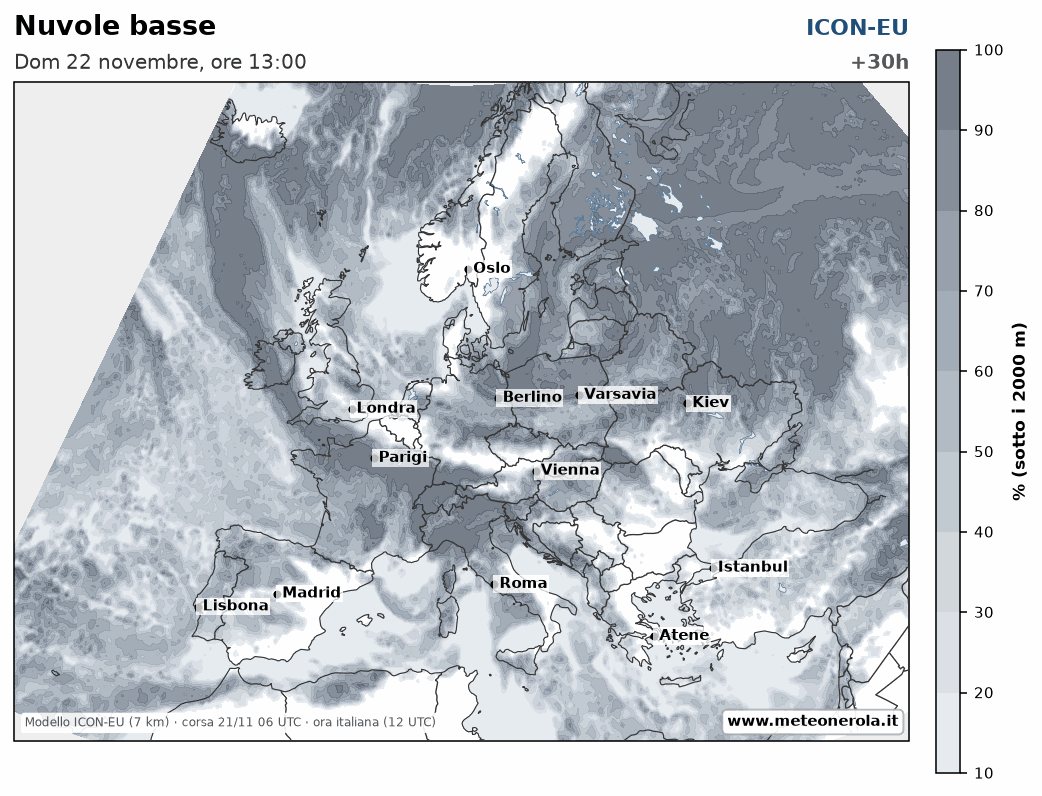 Nuvole basse
ICON-EU
Dom 22 novembre, ore 13:00
+30h
100
90
80
70
60
50
40
30
20
10
% (sotto i 2000 m)
Oslo
Berlino
Varsavia
Kiev
Londra
Parigi
Vienna
Istanbul
Roma
Madrid
Lisbona
Atene
Modello ICON-EU (7 km) · corsa 21/11 06 UTC · ora italiana (12 UTC)
www.meteonerola.it